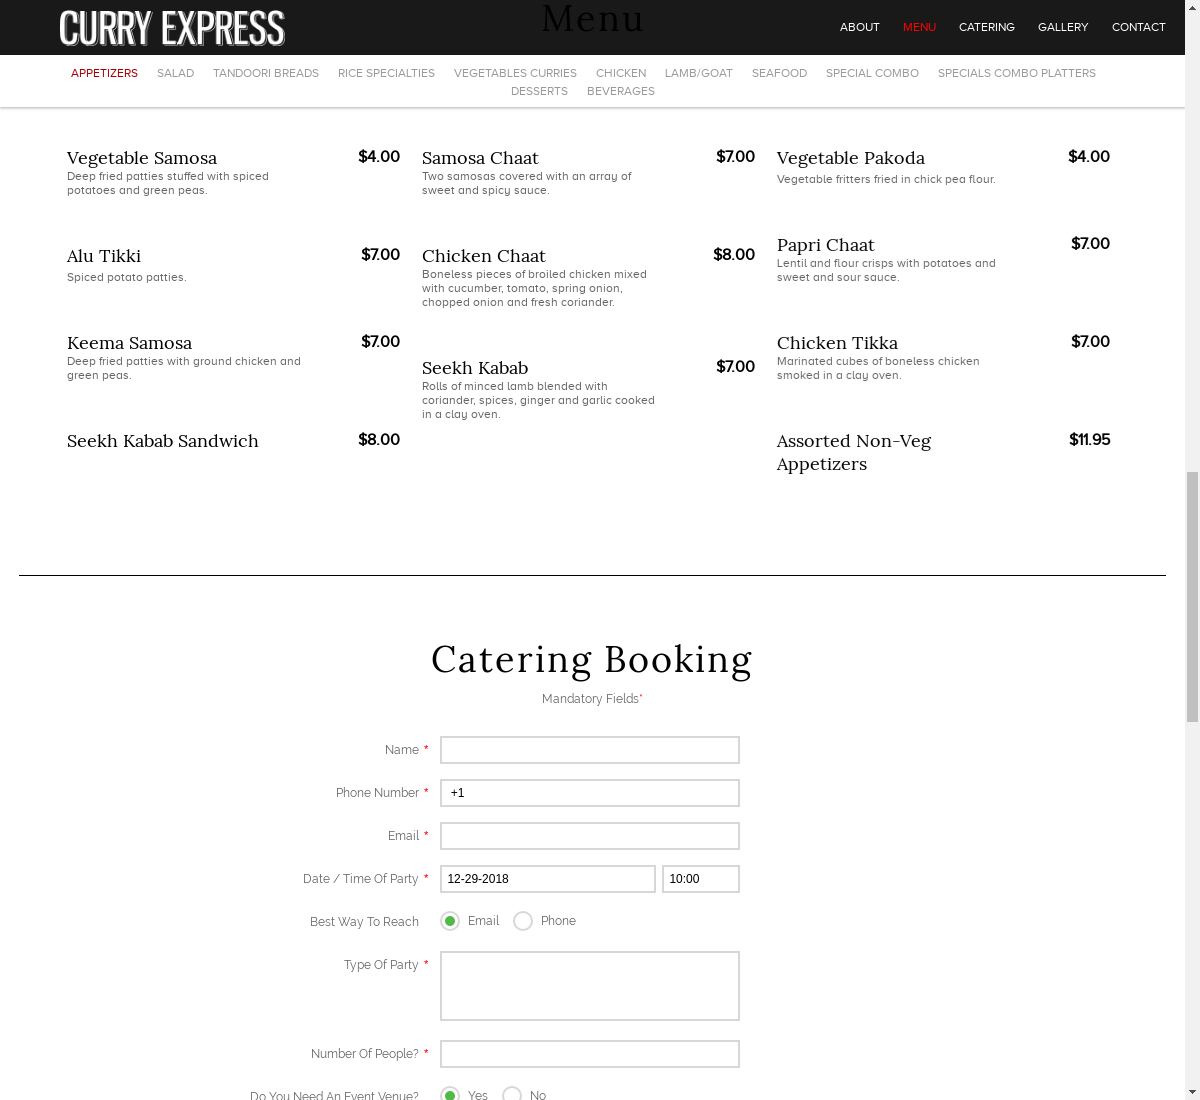 CURRY EXPRESS
Menu
ABOUT MENU CATERING GALLERY CONTACT
APPETIZERS SALAD TANDOORI BREADS RICE SPECIALTIES VEGETABLES CURRIES CHICKEN LAMB/GOAT SEAFOOD SPECIAL COMBO SPECIALS COMBO PLATTERS
DESSERTS BEVERAGES
Vegetable Samosa $4.00
Deep fried patties stuffed with spiced
potatoes and green peas.
Alu Tikki $7.00
Spiced potato patties.
Keema Samosa $7.00
Deep fried patties with ground chicken and
green peas.
Seekh Kabab Sandwich $8.00
Samosa Chaat $7.00
Two samosas covered with an array of
sweet and spicy sauce.
Chicken Chaat $8.00
Boneless pieces of broiled chicken mixed
with cucumber, tomato, spring onion,
chopped onion and fresh coriander.
Seekh Kabab $7.00
Rolls of minced lamb blended with
coriander, spices, ginger and garlic cooked
in a clay oven.
Vegetable Pakoda $4.00
Vegetable fritters fried in chick pea flour.
Papri Chaat $7.00
Lentil and flour crisps with potatoes and
sweet and sour sauce.
Chicken Tikka $7.00
Marinated cubes of boneless chicken
smoked in a clay oven.
Assorted Non-Veg $11.95
Appetizers
Catering Booking
Mandatory Fields*
Name *
Phone Number * +1
Email *
Date / Time Of Party * 12-29-2018 10:00
Best Way To Reach Email Phone
Type Of Party *
Number Of People? *
Do You Need An Event Venue? Yes No